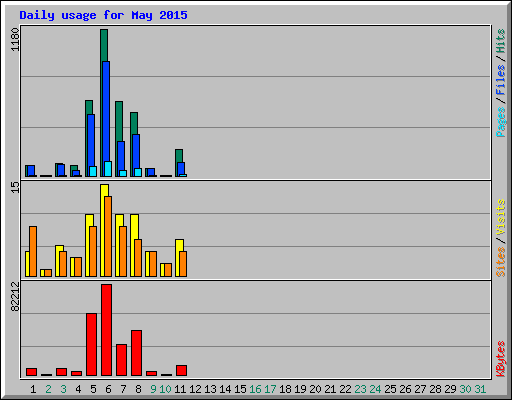 Daily usage for May 2015
1180
Pages/Files/Hits
15
Sites/Visits
82212
KBytes
1 2 3 4 5 6 7 8 9 10 11 12 13 14 15 16 17 18 19 20 21 22 23 24 25 26 27 28 29 30 31